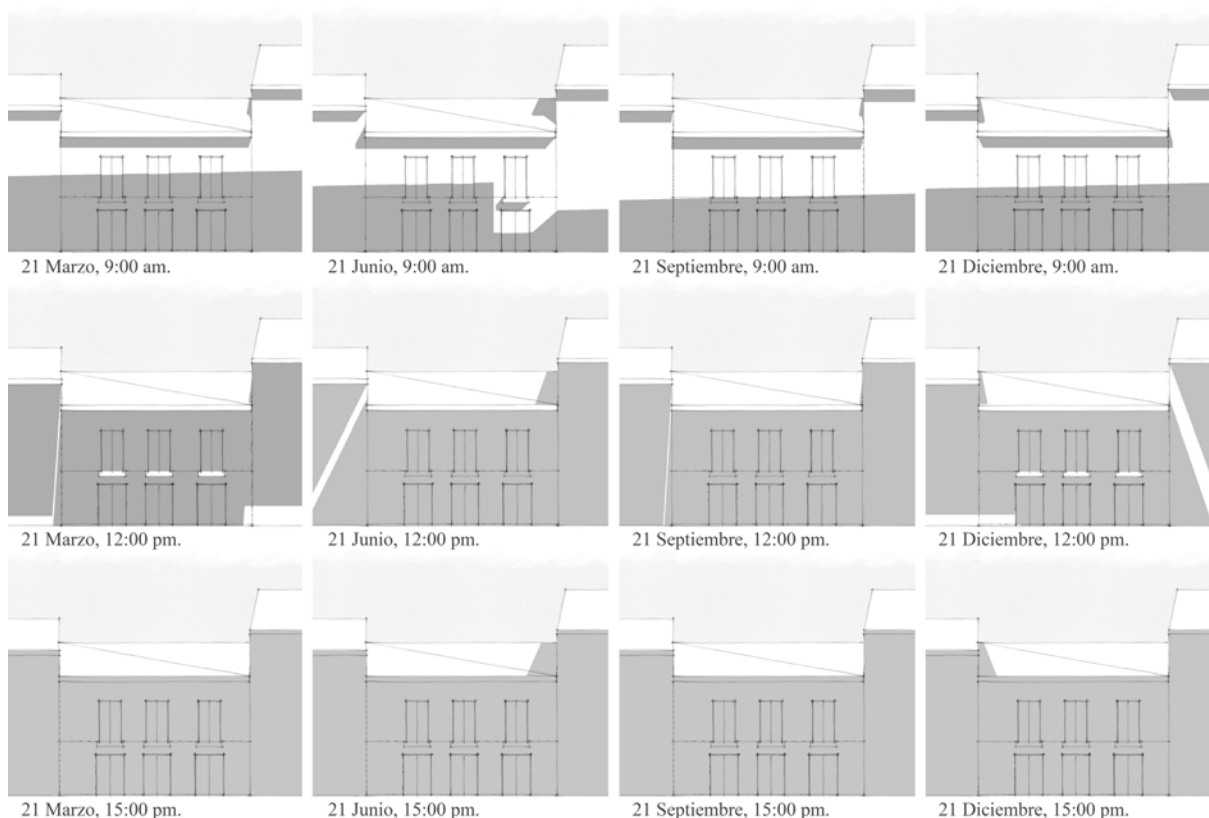 21 Marzo, 9:00 am.
21 Junio, 9:00 am.
21 Septiembre, 9:00 am.
21 Diciembre, 9:00 am.
21 Marzo, 12:00 pm.
21 Junio, 12:00 pm.
21 Septiembre, 12:00 pm.
21 Diciembre, 12:00 pm.
21 Marzo, 15:00 pm.
21 Junio, 15:00 pm.
21 Septiembre, 15:00 pm.
21 Diciembre, 15:00 pm.